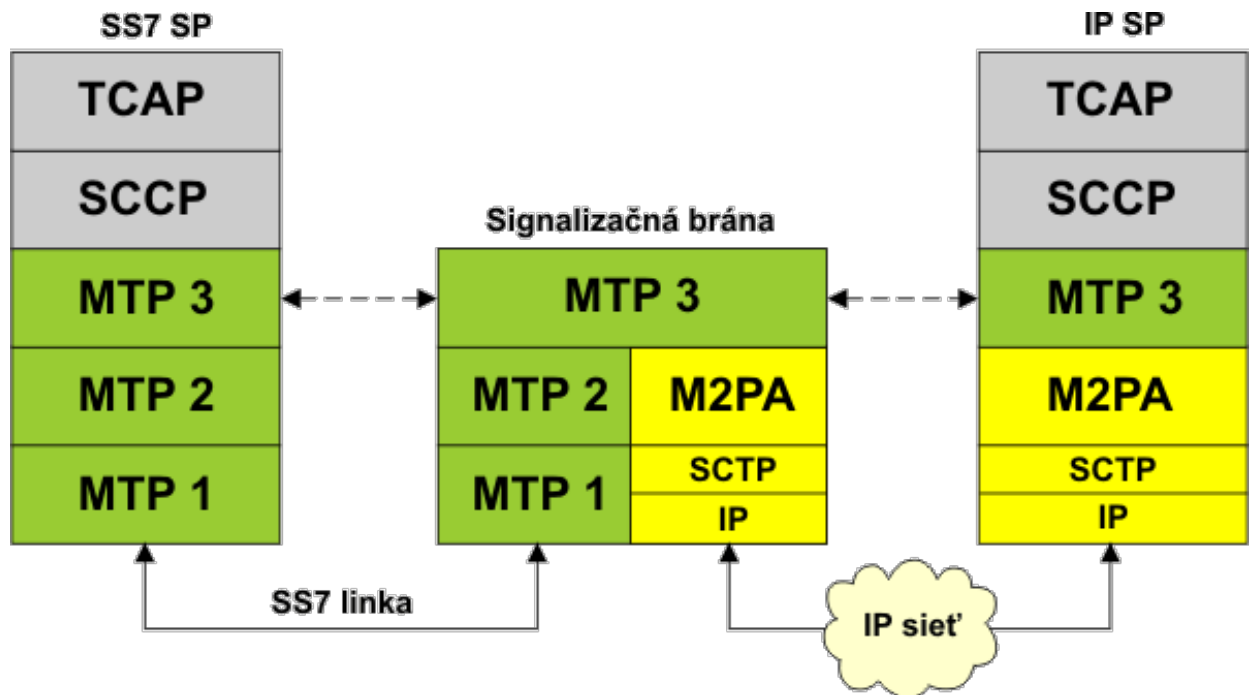 SS7 SP
TCAP
SCCP
MTP 3
MTP 2
MTP 1
Signalizačná brána
MTP 3
MTP 2
M2PA
MTP 1
SCTP
IP
IP SP
TCAP
SCCP
MTP 3
M2PA
SCTP
IP
SS7 linka
IP sieť